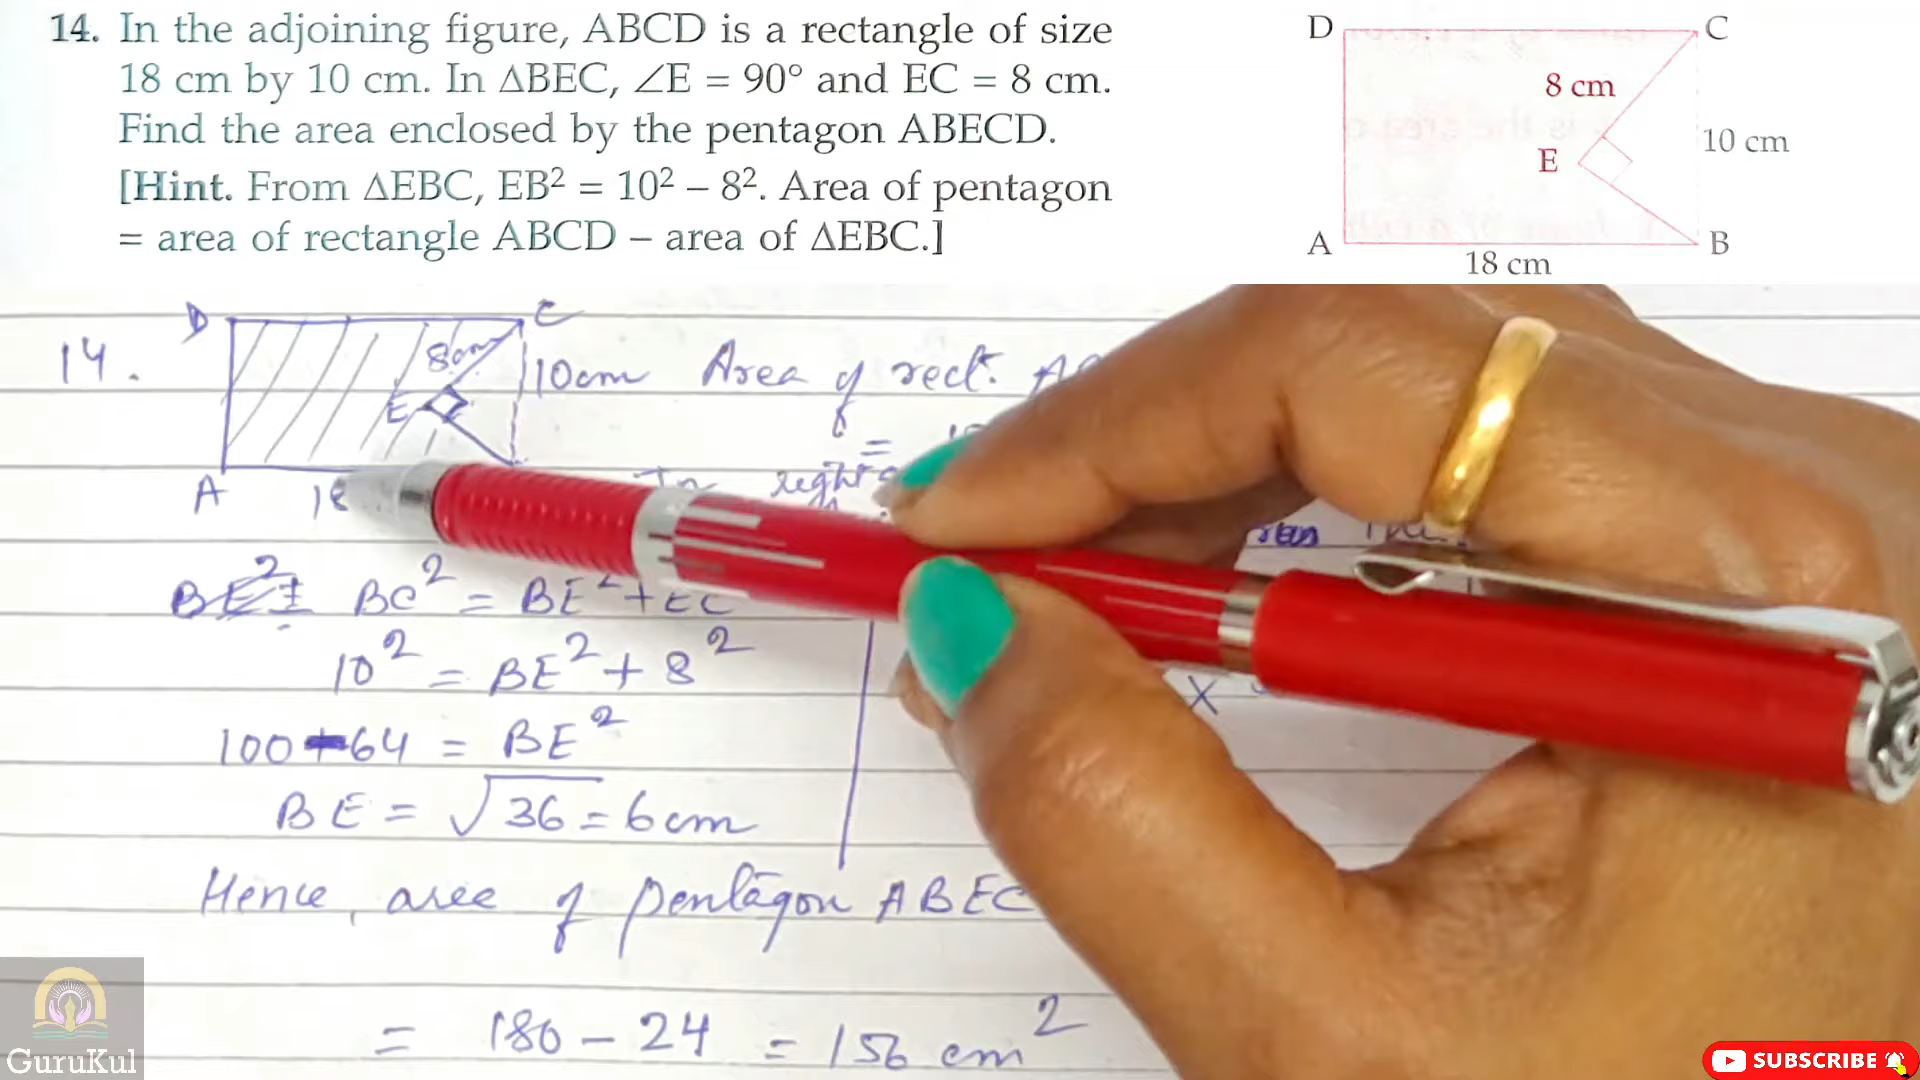 14. In the adjoining figure, ABCD is a rectangle of size
18 cm by 10 cm. In ΔBEC, ∠E = 90° and EC = 8 cm.
Find the area enclosed by the pentagon ABECD.
[Hint. From ΔEBC, EB² = 10² – 8². Area of pentagon
= area of rectangle ABCD – area of ΔEBC.]
D C
8 cm
10 cm
E
A B
18 cm
14.
D C
8cm
10cm
E
A 18
Area of rect.
=
In right
BC² = BE² + EC
10² = BE² + 8²
100 - 64 = BE²
BE = √36 = 6cm
×
Hence, area of pentagon ABEC
= 180 – 24 = 156 cm²
GuruKul
SUBSCRIBE